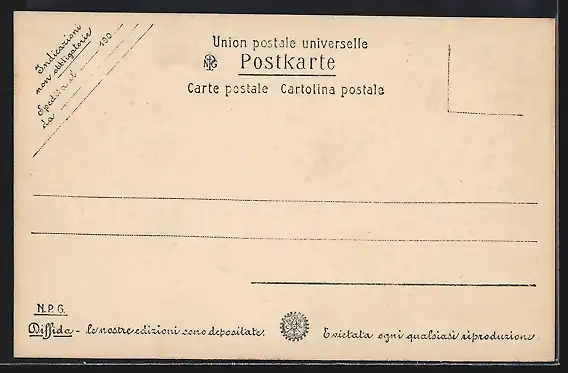 Indicazioni
non obbligatorie
Spedita il 190
da
Union postale universelle
Postkarte
Carte postale Cartolina postale
N.P.G.
Diffida - le nostre edizioni sono depositate. È vietata ogni qualsiasi riproduzione